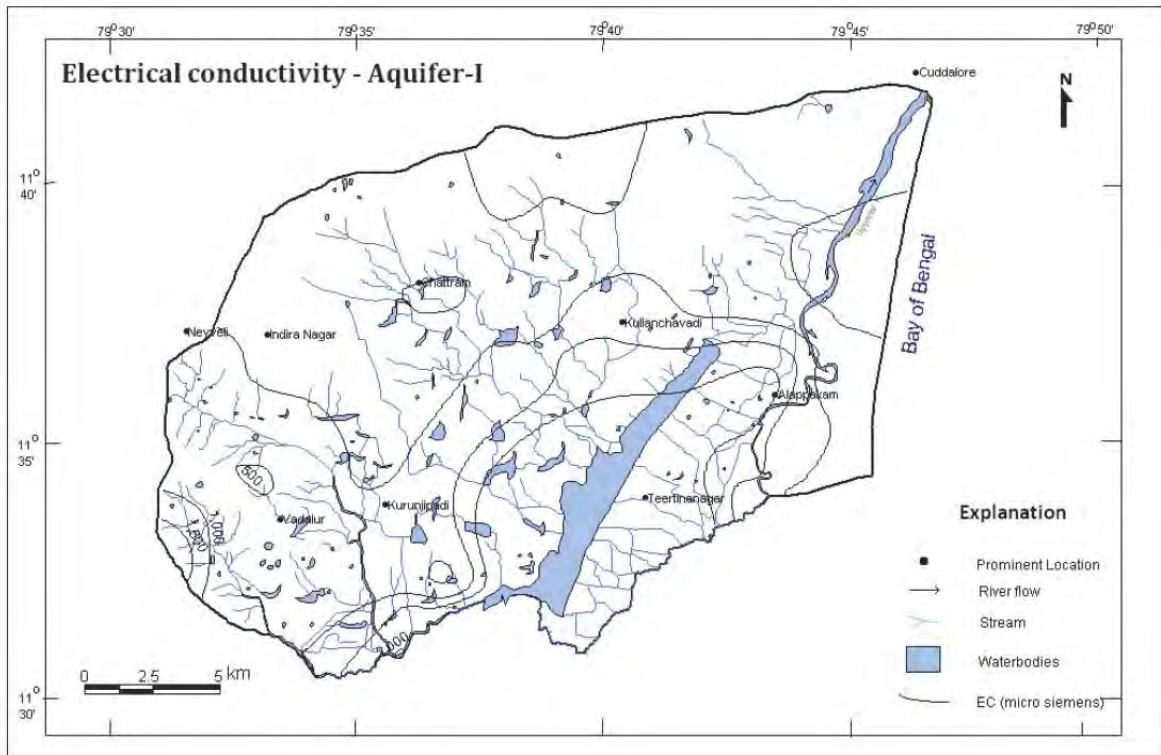 79° 30' 79° 35' 79° 40' 79° 45' 79° 50'
Electrical conductivity - Aquifer-I
Cuddalore
N
11° 40'
Bay of Bengal
Chattram
Kullanchavadi
Neyveli
Indira Nagar
Alappakam
11° 35'
500
Kurunjipadi
Teerthanagar
Vadalur
1,000
Explanation
Prominent Location
River flow
Stream
Waterbodies
EC (micro siemens)
0 2.5 5 km
11° 30'